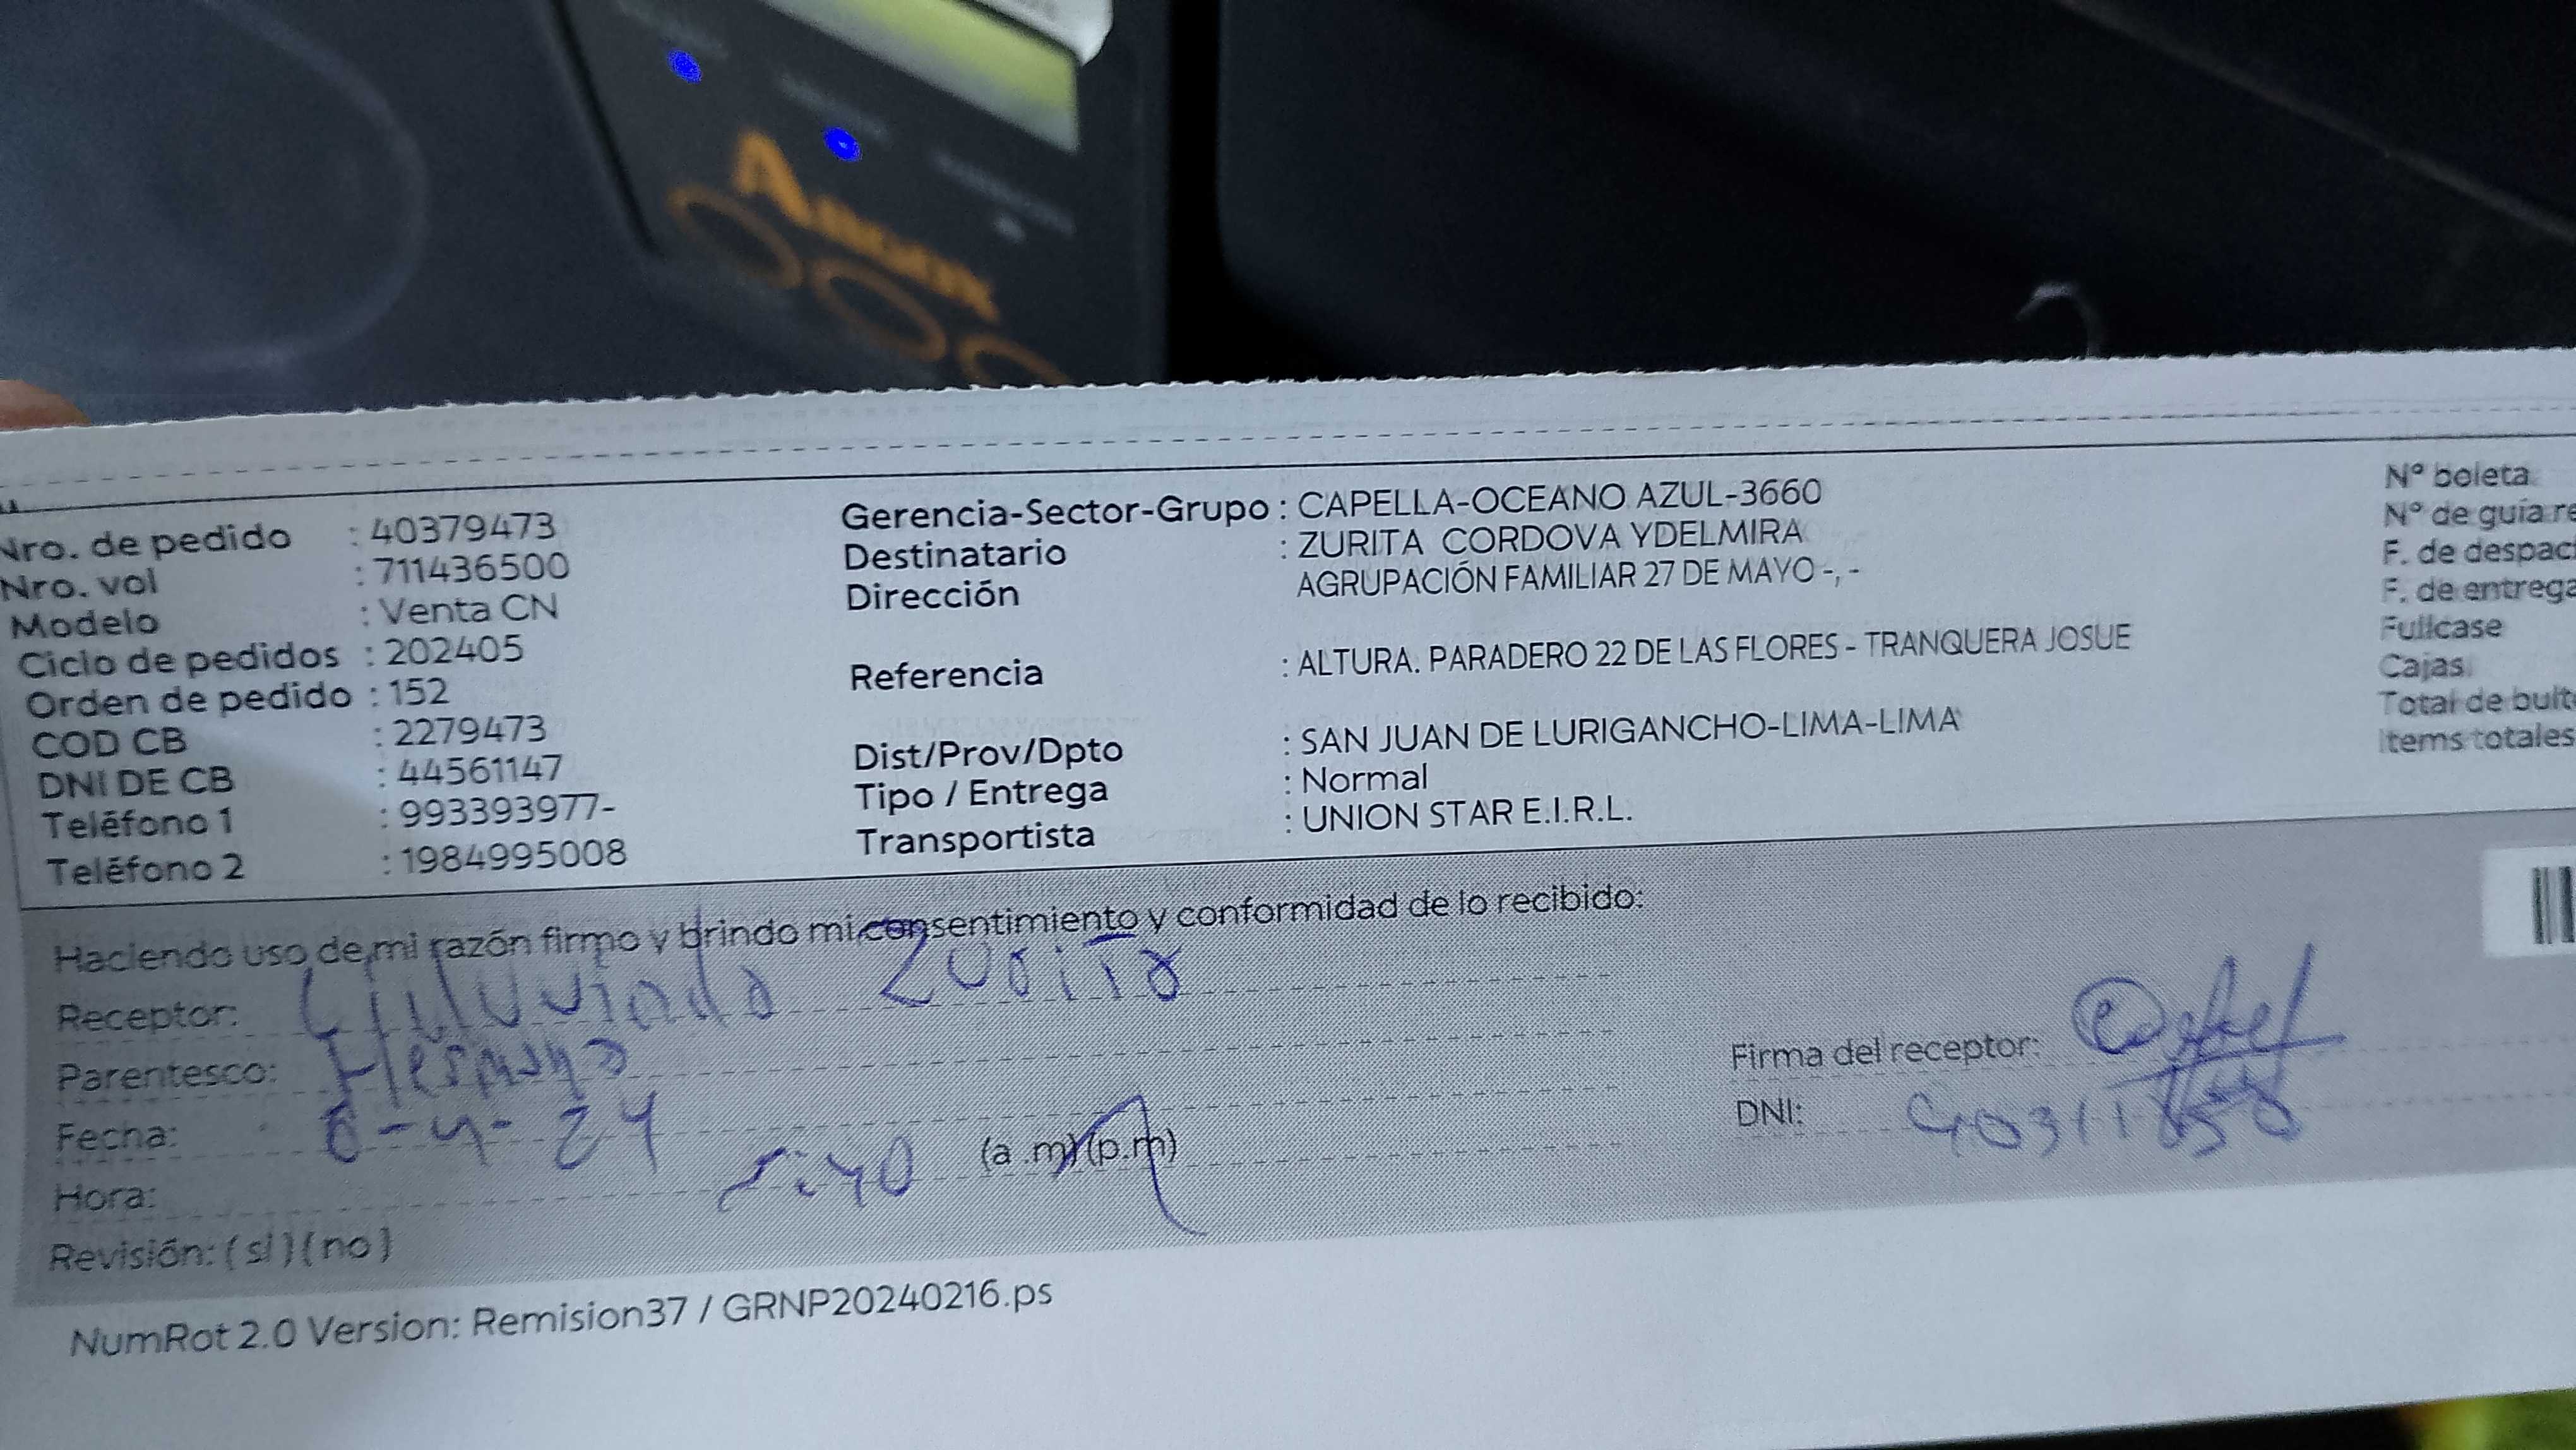 Nro. de pedido : 40379473
Nro. vol : 711436500
Modelo : Venta CN
Ciclo de pedidos : 202405
Orden de pedido : 152
COD CB : 2279473
DNI DE CB : 44561147
Teléfono 1 : 993393977-
Teléfono 2 : 1984995008
Gerencia-Sector-Grupo : CAPELLA-OCEANO AZUL-3660
Destinatario : ZURITA CORDOVA YDELMIRA
Dirección AGRUPACIÓN FAMILIAR 27 DE MAYO -, -
Referencia : ALTURA. PARADERO 22 DE LAS FLORES - TRANQUERA JOSUE
Dist/Prov/Dpto : SAN JUAN DE LURIGANCHO-LIMA-LIMA
Tipo / Entrega : Normal
Transportista : UNION STAR E.I.R.L.
Nº boleta
Nº de guía re
F. de despac
F. de entrega
Fullcase
Cajas
Total de bult
Items totales
Haciendo uso de mi razón firmo y brindo mi consentimiento y conformidad de lo recibido:
Receptor: Zurita
Parentesco: Hermana
Fecha: 8-4-24
Hora: (a .m) (p.m)
Revisión: ( si ) ( no )
Firma del receptor:
DNI:
NumRot 2.0 Version: Remision37 / GRNP20240216.ps